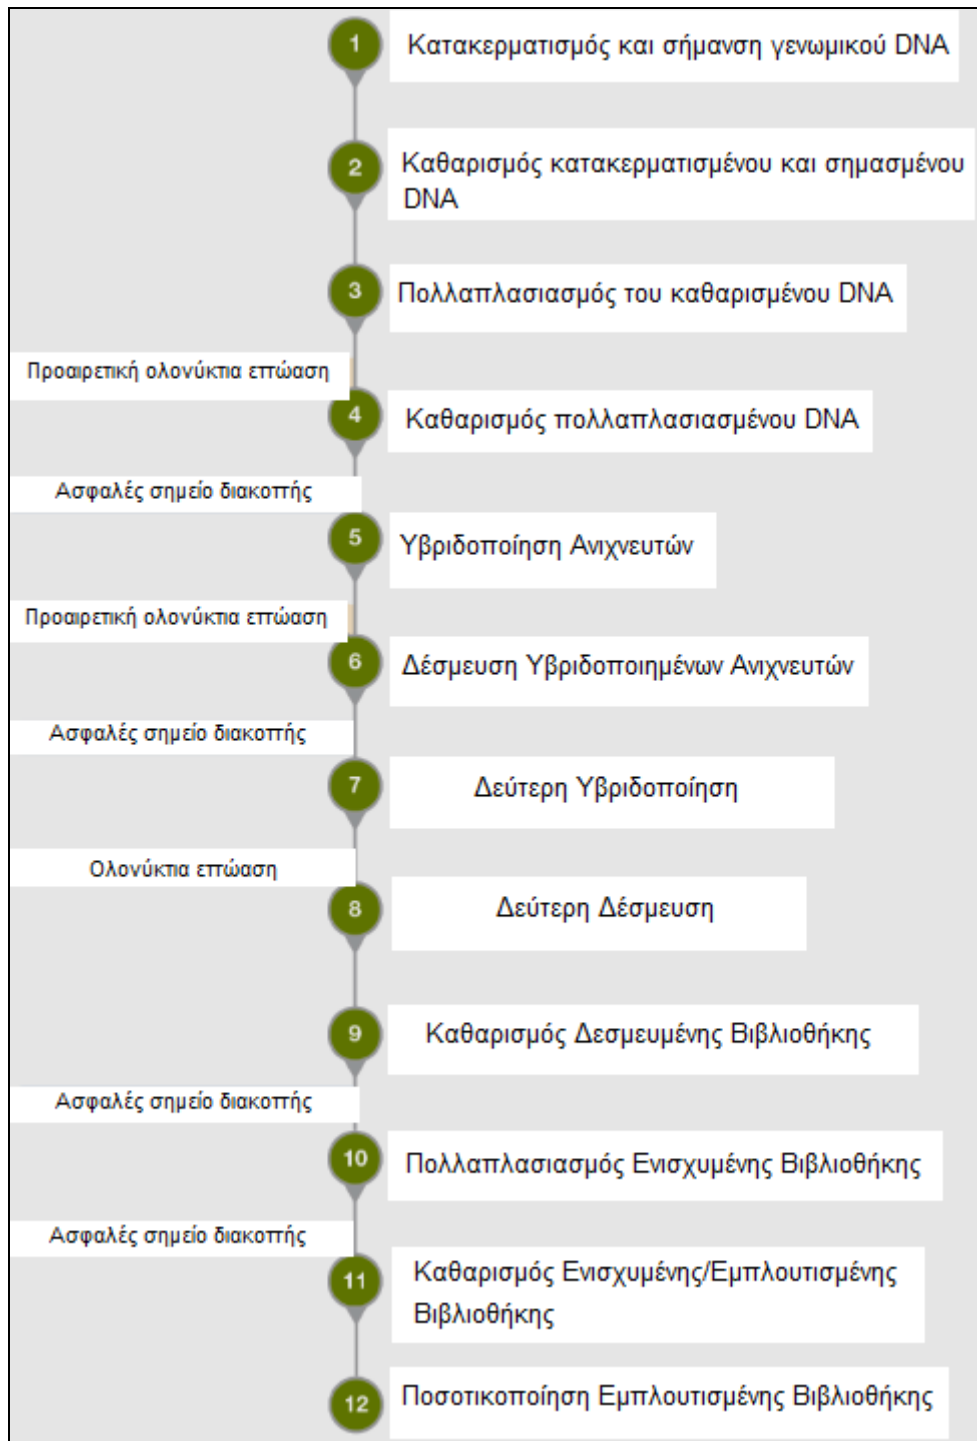 1
Κατακερματισμός και σήμανση γενωμικού DNA
2
Καθαρισμός κατακερματισμένου και σημασμένου
DNA
3
Πολλαπλασιασμός του καθαρισμένου DNA
Προαιρετική ολονύκτια επώαση
4
Καθαρισμός πολλαπλασιασμένου DNA
Ασφαλές σημείο διακοπής
5
Υβριδοποίηση Ανιχνευτών
Προαιρετική ολονύκτια επώαση
6
Δέσμευση Υβριδοποιημένων Ανιχνευτών
Ασφαλές σημείο διακοπής
7
Δεύτερη Υβριδοποίηση
Ολονύκτια επώαση
8
Δεύτερη Δέσμευση
9
Καθαρισμός Δεσμευμένης Βιβλιοθήκης
Ασφαλές σημείο διακοπής
10
Πολλαπλασιασμός Ενισχυμένης Βιβλιοθήκης
Ασφαλές σημείο διακοπής
11
Καθαρισμός Ενισχυμένης/Εμπλουτισμένης
Βιβλιοθήκης
12
Ποσοτικοποίηση Εμπλουτισμένης Βιβλιοθήκης